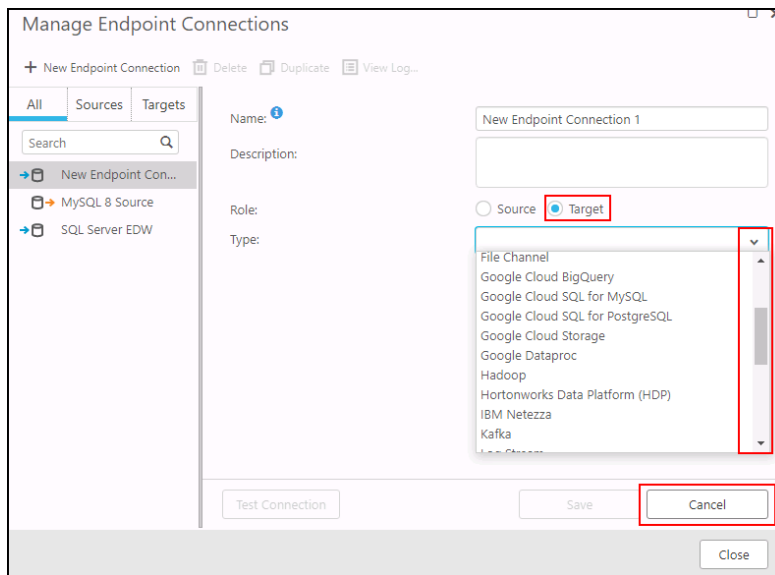 Manage Endpoint Connections
+ New Endpoint Connection Delete Duplicate View Log...
All Sources Targets
Search
New Endpoint Con...
MySQL 8 Source
SQL Server EDW
Name:
New Endpoint Connection 1
Description:
Role:
Source Target
Type:
File Channel
Google Cloud BigQuery
Google Cloud SQL for MySQL
Google Cloud SQL for PostgreSQL
Google Cloud Storage
Google Dataproc
Hadoop
Hortonworks Data Platform (HDP)
IBM Netezza
Kafka
Log Stream
Test Connection Save Cancel
Close